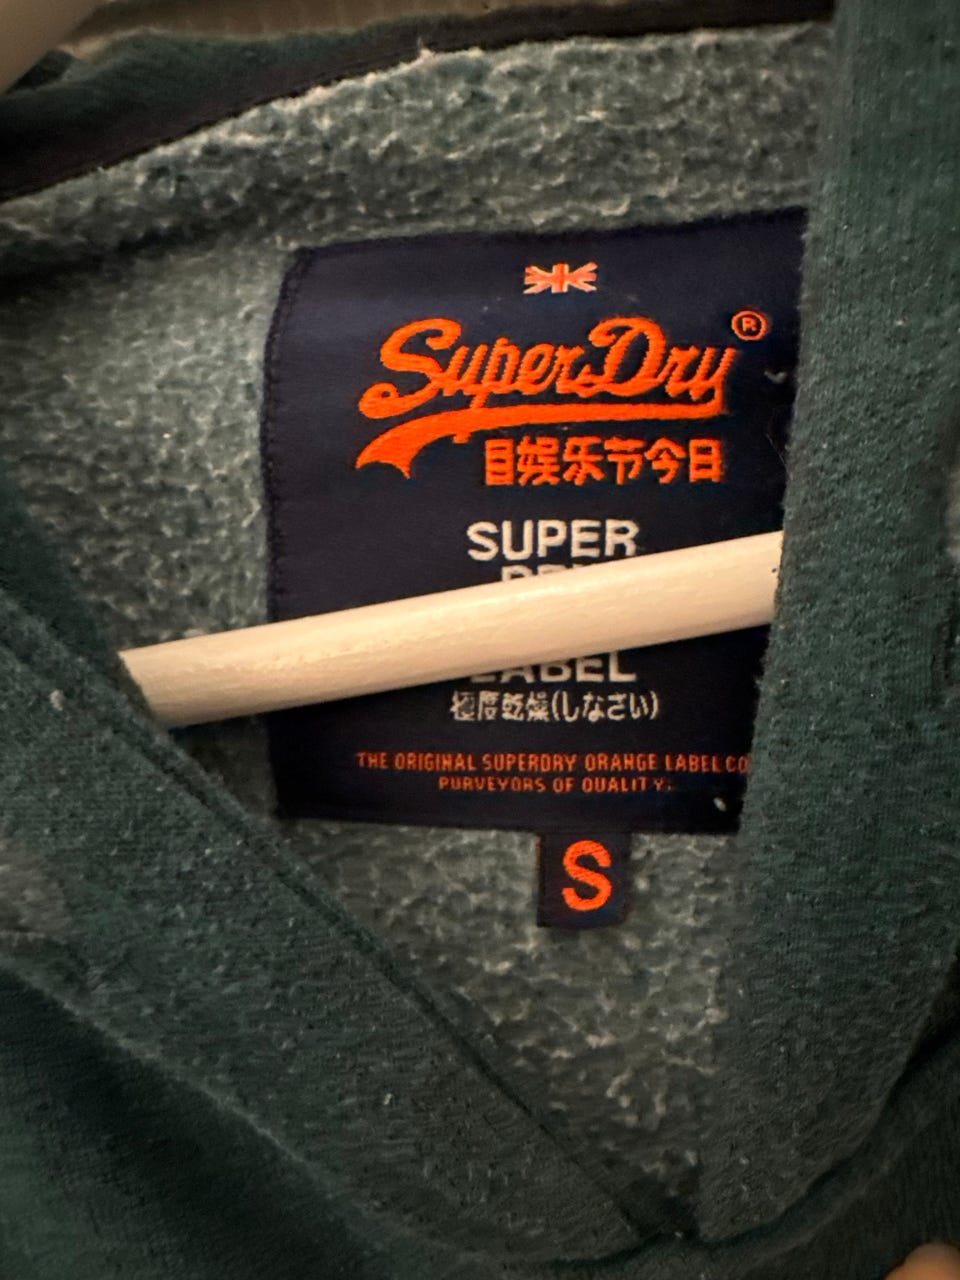 SuperDry®
目娱乐节今日
SUPER
LABEL
極度乾燥(しなさい)
THE ORIGINAL SUPERDRY ORANGE LABEL CO
PURVEYORS OF QUALITY.
S